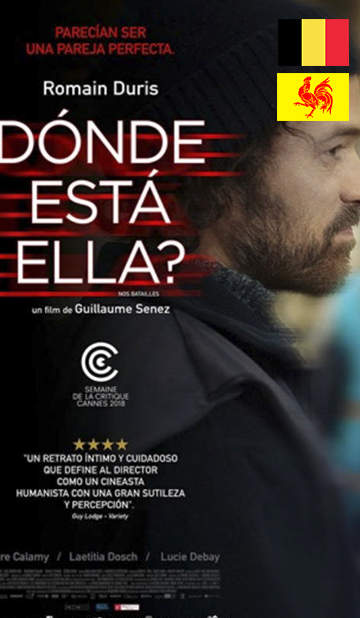 PARECÍAN SER
UNA PAREJA PERFECTA.
Romain Duris
DÓNDE
ESTÁ
ELLA?
NOS BATAILLES
un film de Guillaume Senez
SEMAINE
DE LA CRITIQUE
CANNES 2018
"UN RETRATO ÍNTIMO Y CUIDADOSO
QUE DEFINE AL DIRECTOR
COMO UN CINEASTA
HUMANISTA CON UNA GRAN SUTILEZA
Y PERCEPCIÓN".
Guy Lodge - Variety
re Calamy / Laetitia Dosch / Lucie Debay